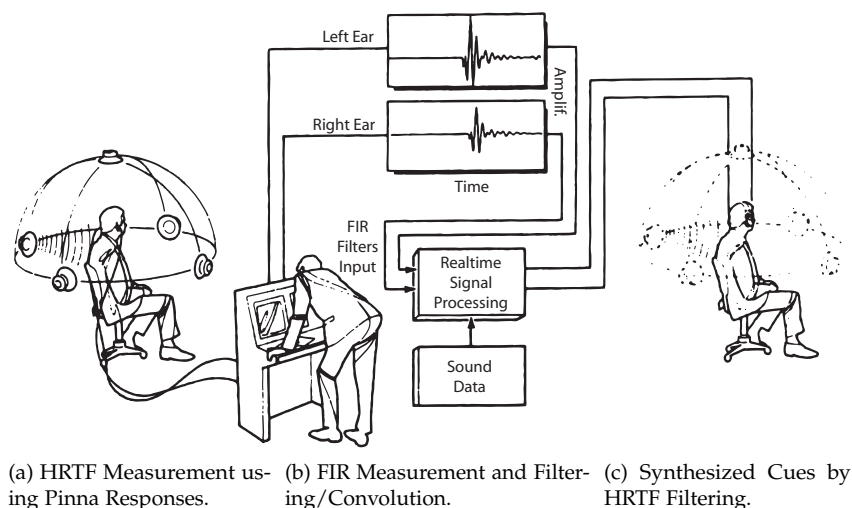 Left Ear
Amplif.
Right Ear
Time
FIR
Filters
Input
Realtime
Signal
Processing
Sound
Data
(a) HRTF Measurement us-
ing Pinna Responses.
(b) FIR Measurement and Filter-
ing/Convolution.
(c) Synthesized Cues by
HRTF Filtering.